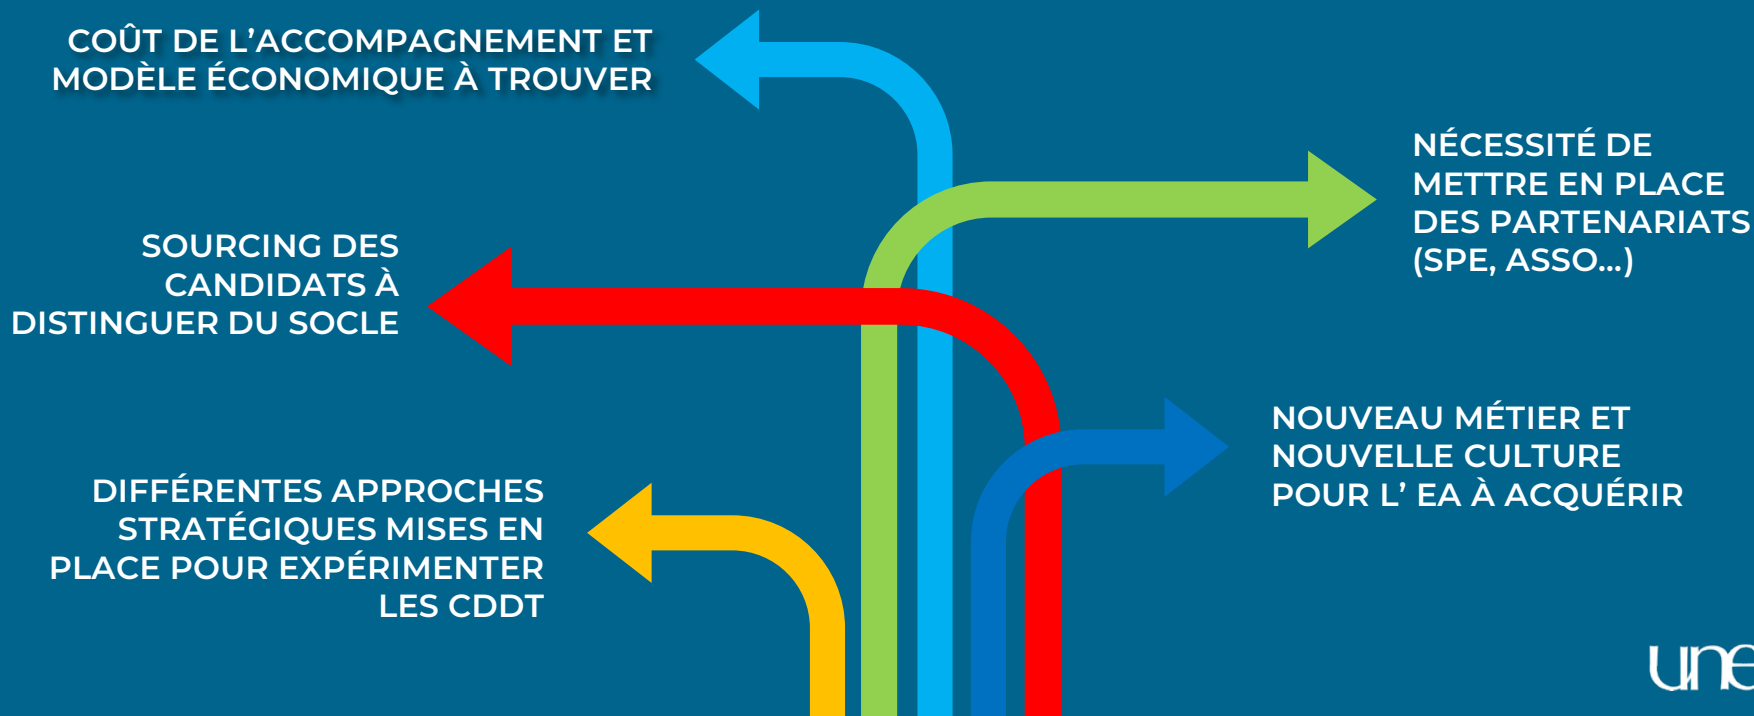 COÛT DE L’ACCOMPAGNEMENT ET
MODÈLE ÉCONOMIQUE À TROUVER
NÉCESSITÉ DE
METTRE EN PLACE
DES PARTENARIATS
(SPE, ASSO...)
SOURCING DES
CANDIDATS À
DISTINGUER DU SOCLE
NOUVEAU MÉTIER ET
NOUVELLE CULTURE
POUR L’ EA À ACQUÉRIR
DIFFÉRENTES APPROCHES
STRATÉGIQUES MISES EN
PLACE POUR EXPÉRIMENTER
LES CDDT
une